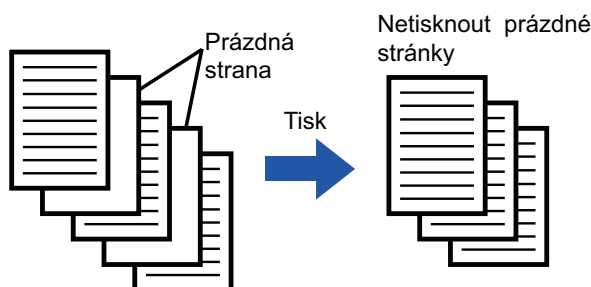 Prázdná
strana
Tisk
Netisknout prázdné
stránky